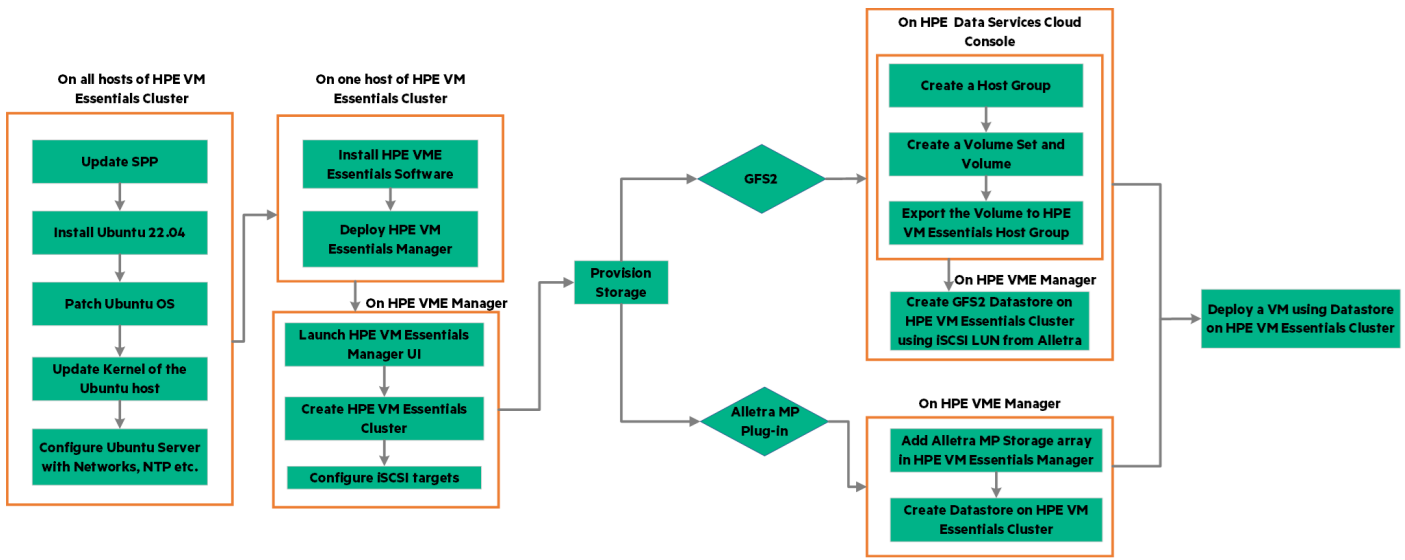 On all hosts of HPE VM
Essentials Cluster
Update SPP
Install Ubuntu 22.04
Patch Ubuntu OS
Update Kernel of the
Ubuntu host
Configure Ubuntu Server
with Networks, NTP etc.
On one host of HPE VM
Essentials Cluster
Install HPE VME
Essentials Software
Deploy HPE VM
Essentials Manager
On HPE VME Manager
Launch HPE VM Essentials
Manager UI
Create HPE VM Essentials
Cluster
Configure iSCSI targets
Provision
Storage
GFS2
On HPE Data Services Cloud
Console
Create a Host Group
Create a Volume Set and
Volume
Export the Volume to HPE
VM Essentials Host Group
On HPE VME Manager
Create GFS2 Datastore on
HPE VM Essentials Cluster
using iSCSI LUN from Alletra
Alletra MP
Plug-in
On HPE VME Manager
Add Alletra MP Storage array
in HPE VM Essentials Manager
Create Datastore on HPE VM
Essentials Cluster
Deploy a VM using Datastore
on HPE VM Essentials Cluster